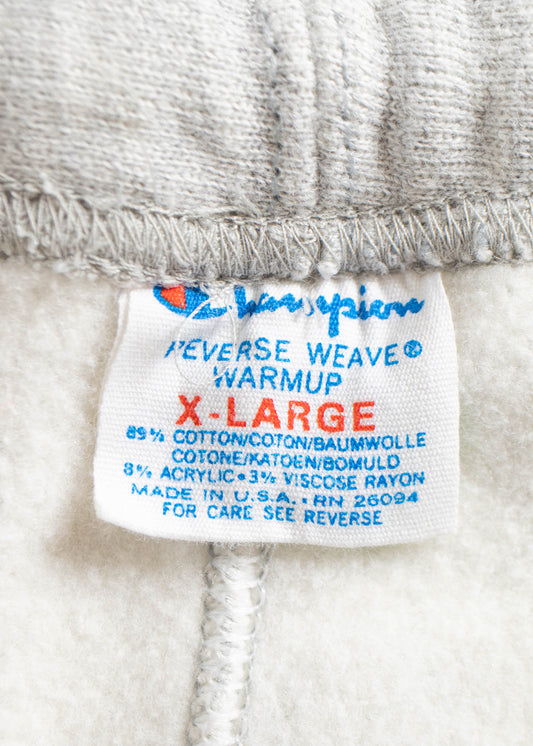 Champion
REVERSE WEAVE®
WARMUP
X-LARGE
89% COTTON/COTON/BAUMWOLLE
COTONE/KATOEN/BOMULD
8% ACRYLIC • 3% VISCOSE RAYON
MADE IN U.S.A. • RN 26094
FOR CARE SEE REVERSE